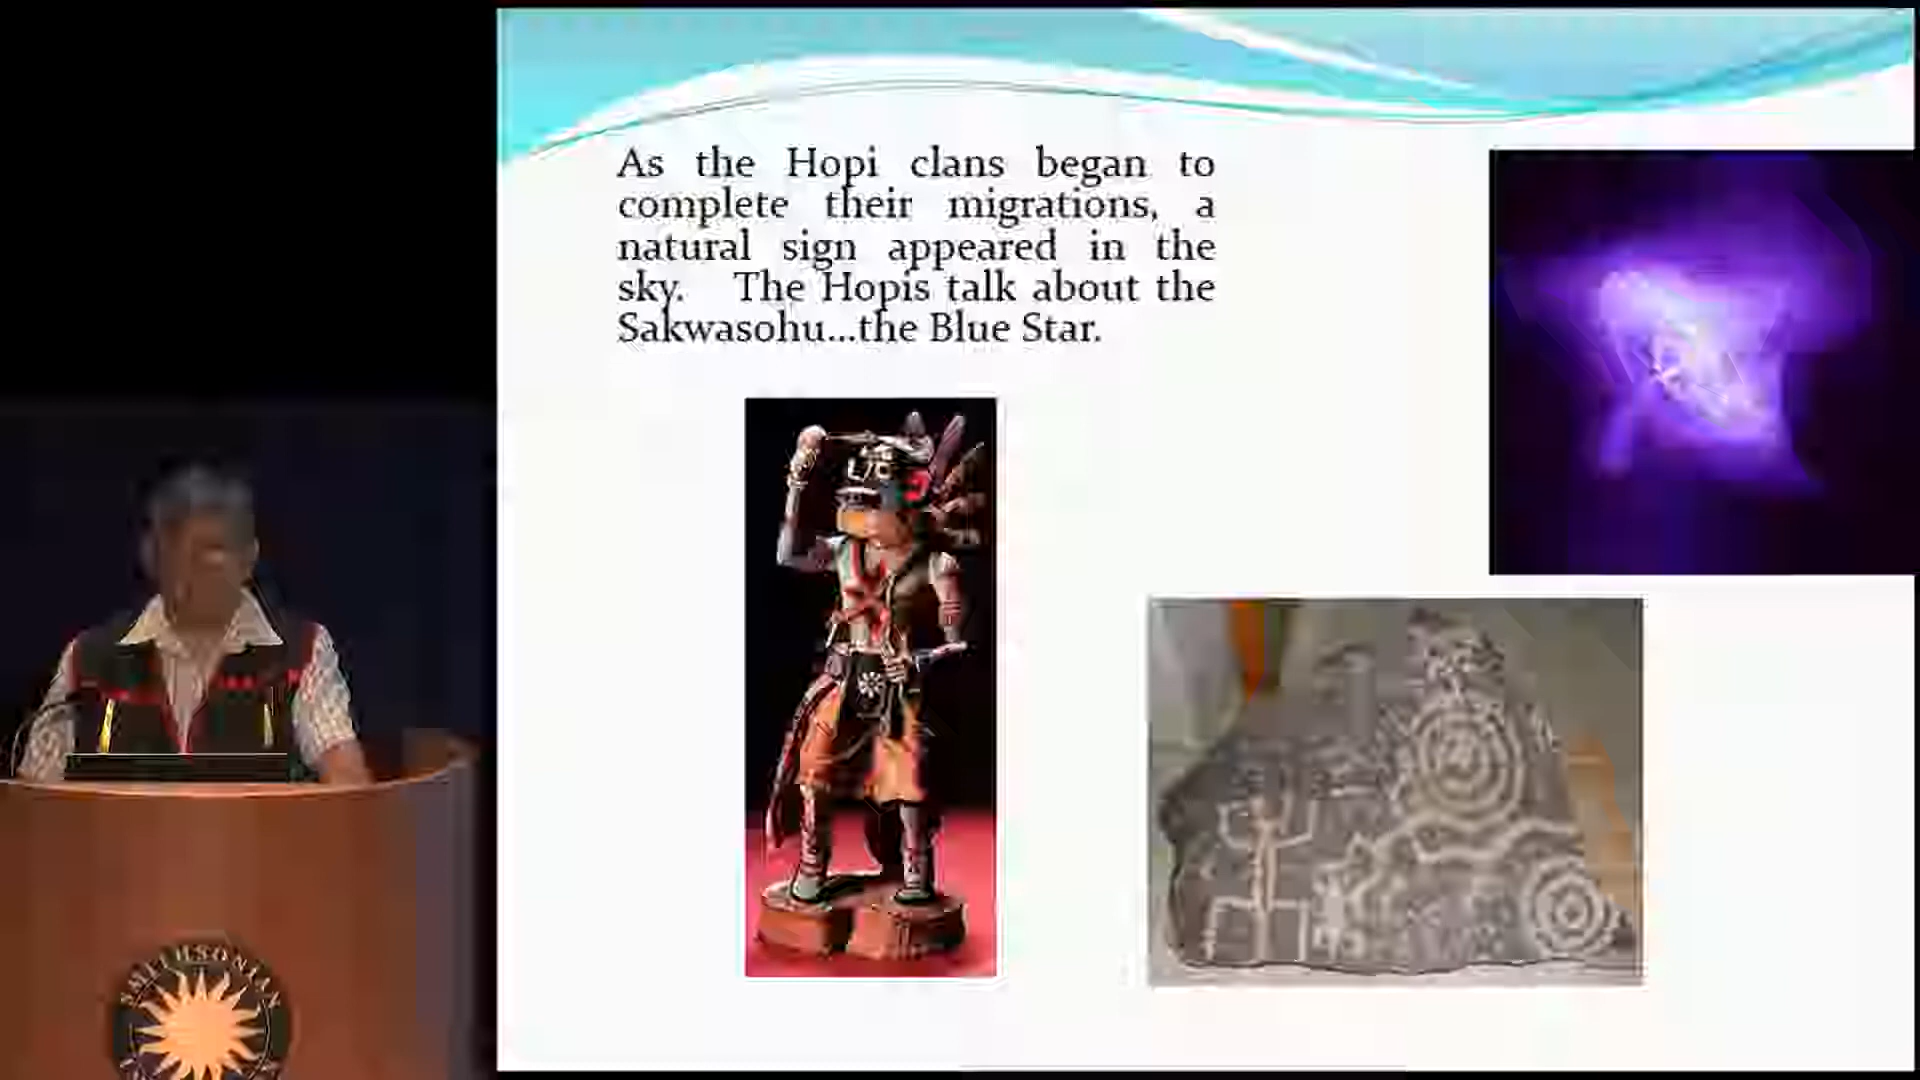 As the Hopi clans began to
complete their migrations, a
natural sign appeared in the
sky. The Hopis talk about the
Sakwasohu...the Blue Star.
SMITHSONIAN